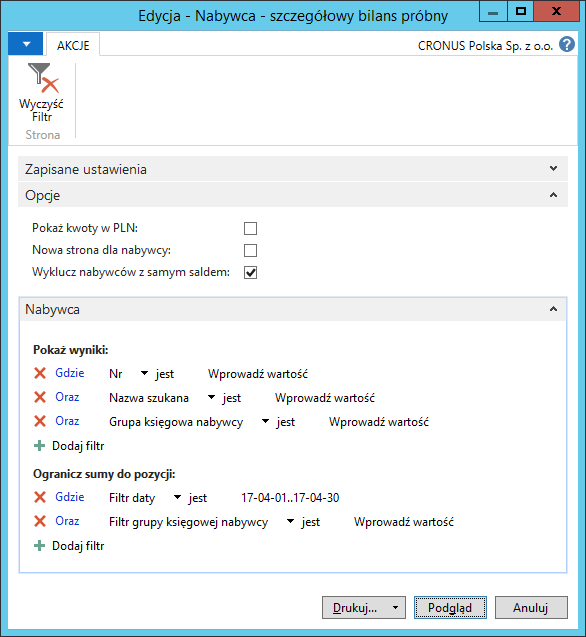 Edycja - Nabywca - szczegółowy bilans próbny
AKCJE
CRONUS Polska Sp. z o.o.
Wyczyść
Filtr
Strona
Zapisane ustawienia
Opcje
Pokaż kwoty w PLN:
Nowa strona dla nabywcy:
Wyklucz nabywców z samym saldem:
Nabywca
Pokaż wyniki:
Gdzie Nr jest Wprowadź wartość
Oraz Nazwa szukana jest Wprowadź wartość
Oraz Grupa księgowa nabywcy jest Wprowadź wartość
Dodaj filtr
Ogranicz sumy do pozycji:
Gdzie Filtr daty jest 17-04-01..17-04-30
Oraz Filtr grupy księgowej nabywcy jest Wprowadź wartość
Dodaj filtr
Drukuj... Podgląd Anuluj